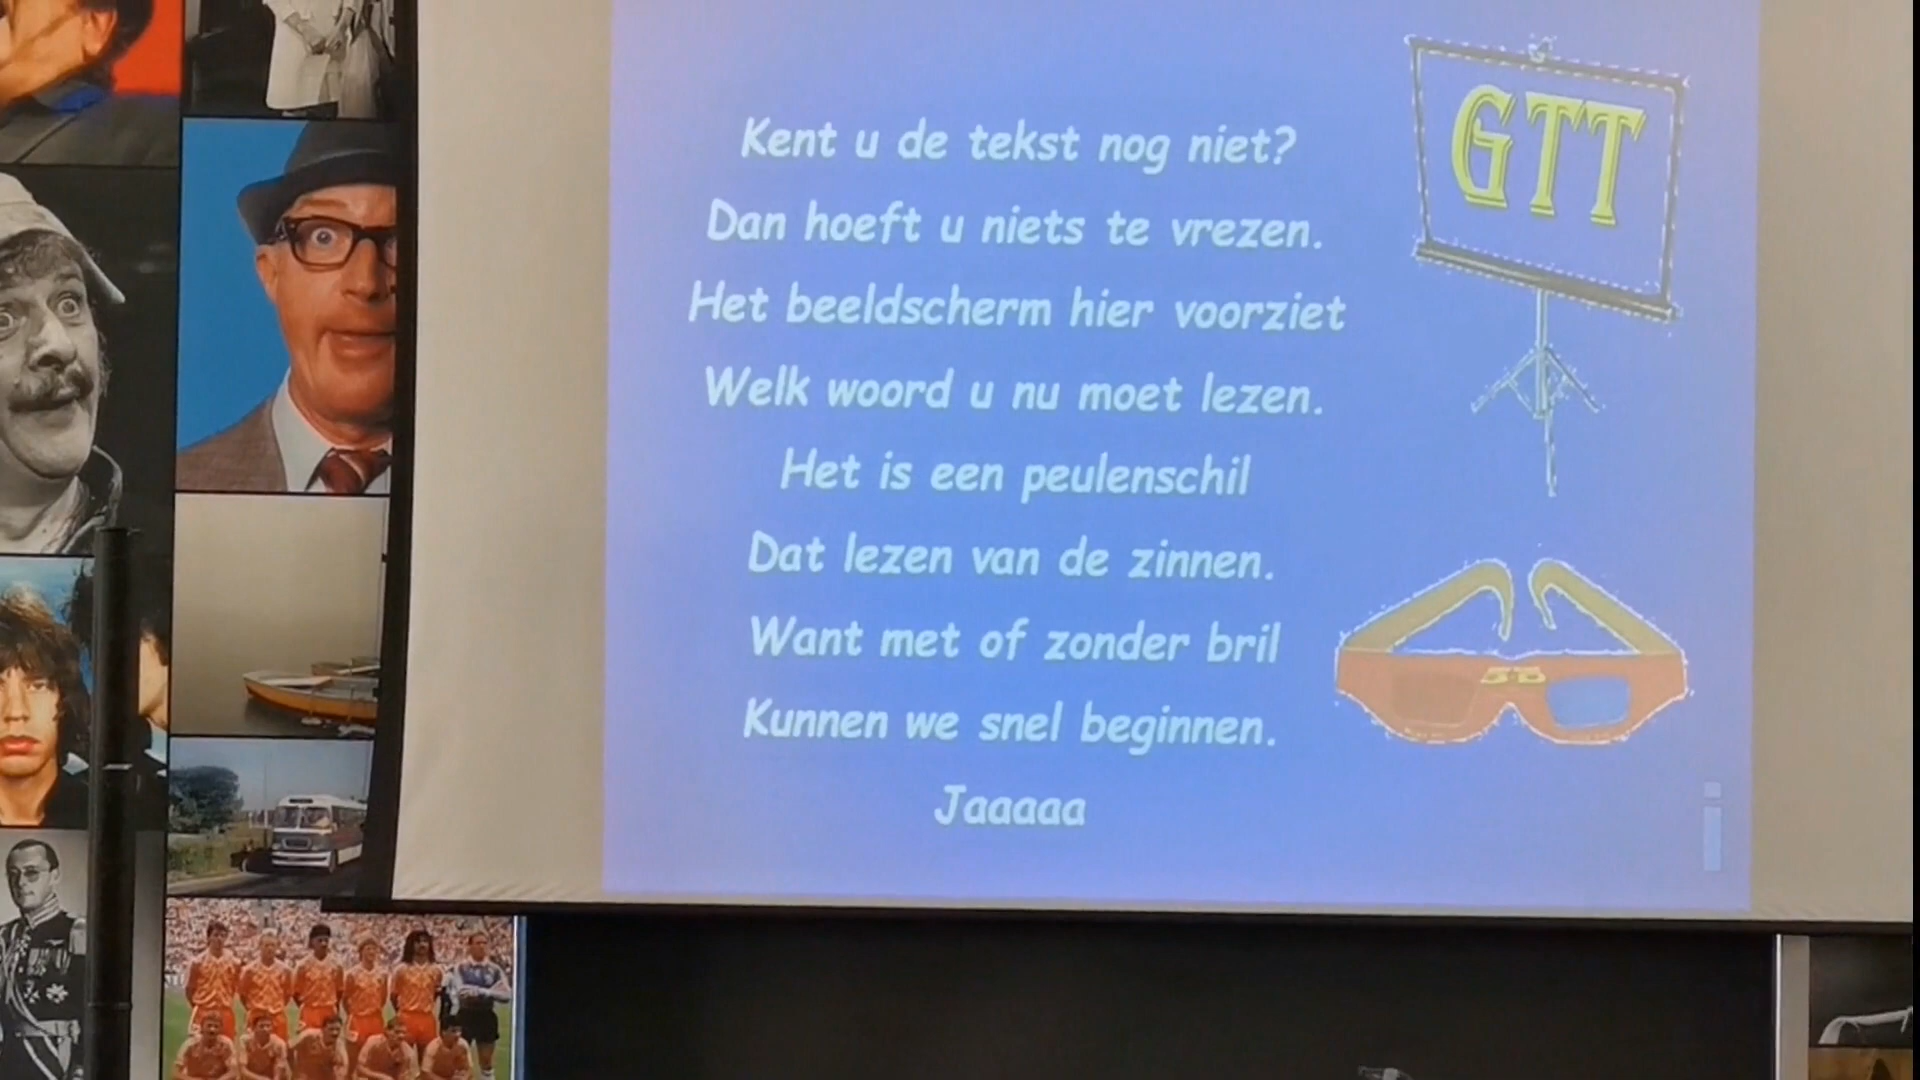 GTT
Kent u de tekst nog niet?
Dan hoeft u niets te vrezen.
Het beeldscherm hier voorziet
Welk woord u nu moet lezen.
Het is een peulenschil
Dat lezen van de zinnen.
Want met of zonder bril
Kunnen we snel beginnen.
Jaaaaa
3D
i